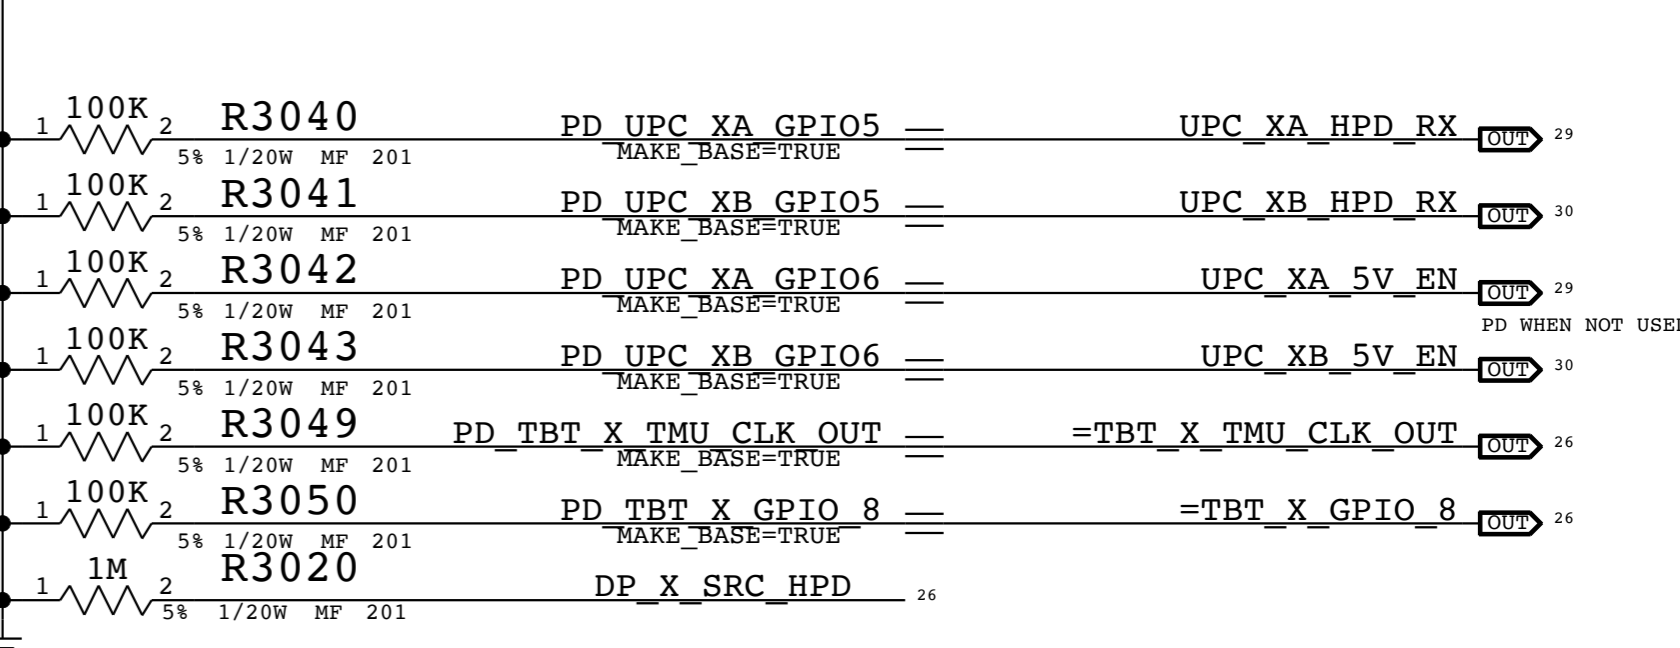 100K R3040 PD_UPC_XA_GPIO5 UPC_XA_HPD_RX
1 2 OUT 29
5% 1/20W MF 201 MAKE_BASE=TRUE
100K R3041 PD_UPC_XB_GPIO5 UPC_XB_HPD_RX
1 2 OUT 30
5% 1/20W MF 201 MAKE_BASE=TRUE
100K R3042 PD_UPC_XA_GPIO6 UPC_XA_5V_EN
1 2 OUT 29
5% 1/20W MF 201 MAKE_BASE=TRUE PD WHEN NOT
100K R3043 PD_UPC_XB_GPIO6 UPC_XB_5V_EN
1 2 OUT 30
5% 1/20W MF 201 MAKE_BASE=TRUE
100K R3049 PD_TBT_X_TMU_CLK_OUT =TBT_X_TMU_CLK_OUT
1 2 OUT 26
5% 1/20W MF 201 MAKE_BASE=TRUE
100K R3050 PD_TBT_X_GPIO_8 =TBT_X_GPIO_8
1 2 OUT 26
5% 1/20W MF 201 MAKE_BASE=TRUE
1M R3020 DP_X_SRC_HPD
1 2 26
5% 1/20W MF 201